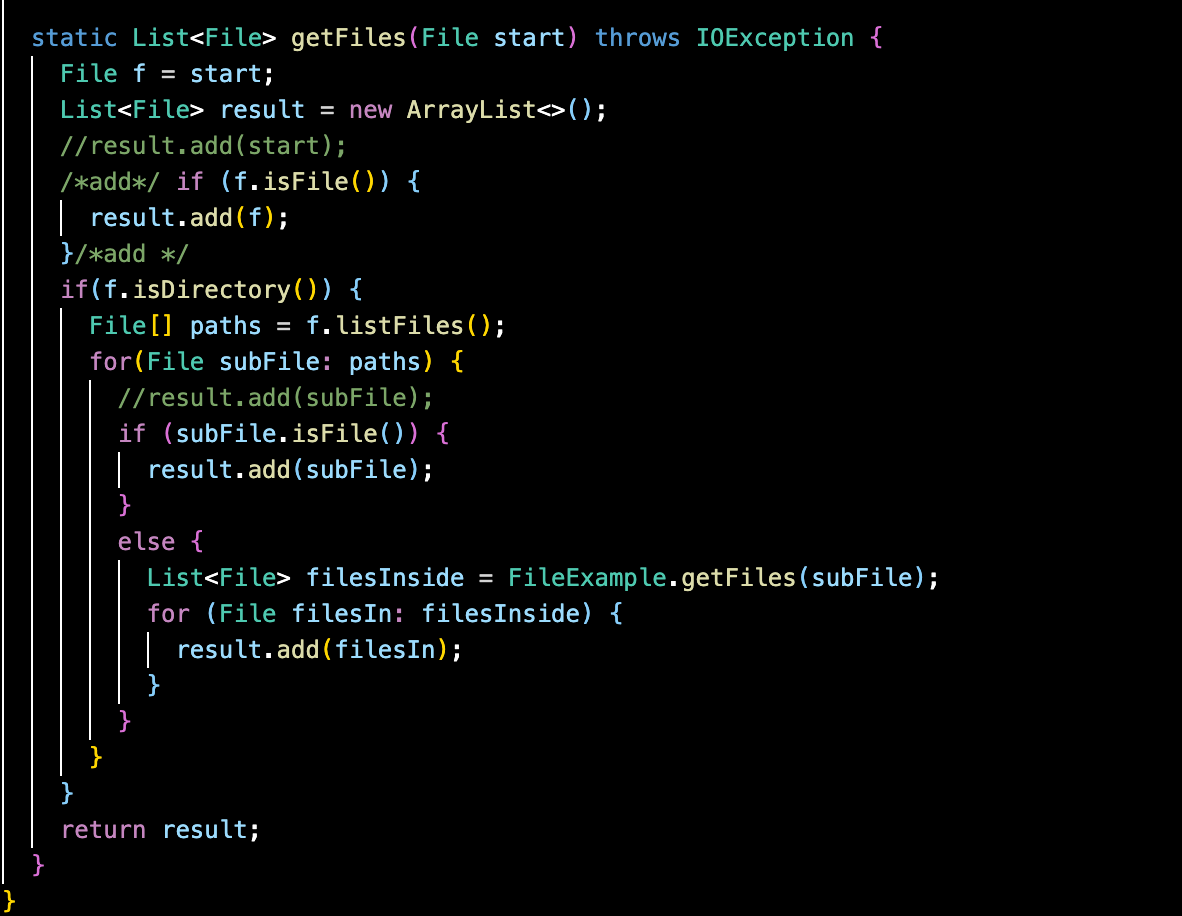 static List<File> getFiles(File start) throws IOException {
File f = start;
List<File> result = new ArrayList<>();
//result.add(start);
/*add*/ if (f.isFile()) {
result.add(f);
}/*add */
if(f.isDirectory()) {
File[] paths = f.listFiles();
for(File subFile: paths) {
//result.add(subFile);
if (subFile.isFile()) {
result.add(subFile);
}
else {
List<File> filesInside = FileExample.getFiles(subFile);
for (File filesIn: filesInside) {
result.add(filesIn);
}
}
}
}
return result;
}
}